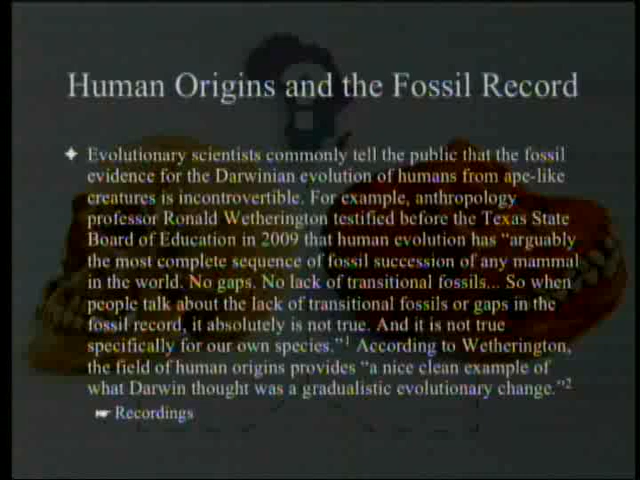 Human Origins and the Fossil Record
Evolutionary scientists commonly tell the public that the fossil
evidence for the Darwinian evolution of humans from ape-like
creatures is incontrovertible. For example, anthropology
professor Ronald Wetherington testified before the Texas State
Board of Education in 2009 that human evolution has “arguably
the most complete sequence of fossil succession of any mammal
in the world. No gaps. No lack of transitional fossils... So when
people talk about the lack of transitional fossils or gaps in the
fossil record, it absolutely is not true. And it is not true
specifically for our own species.”1 According to Wetherington,
the field of human origins provides “a nice clean example of
what Darwin thought was a gradualistic evolutionary change.”2
Recordings